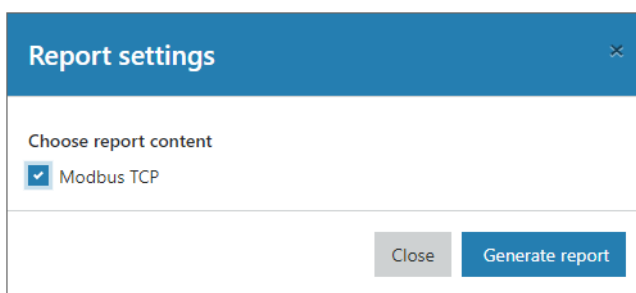 Report settings
Choose report content
Modbus TCP
Close
Generate report